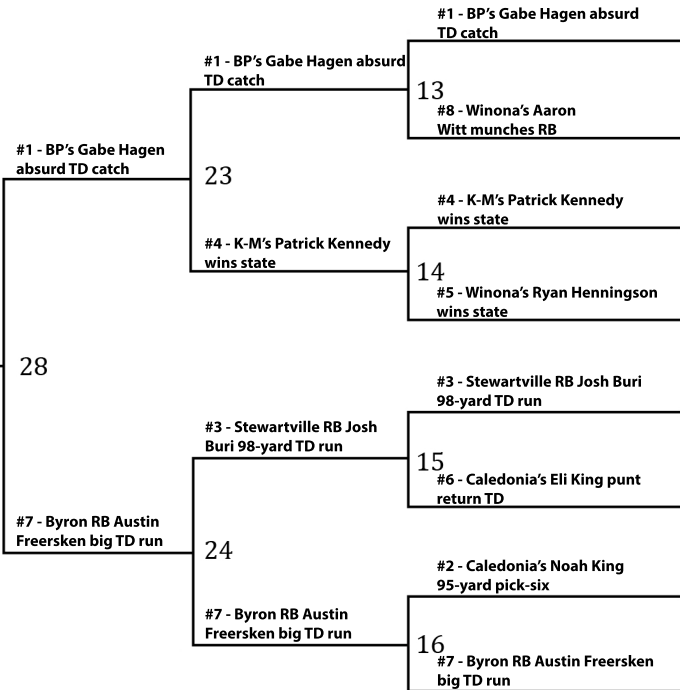 #1 - BP's Gabe Hagen absurd
TD catch
13
#8 - Winona's Aaron
Witt munches RB
#4 - K-M's Patrick Kennedy
wins state
14
#5 - Winona's Ryan Henningson
wins state
#3 - Stewartville RB Josh Buri
98-yard TD run
15
#6 - Caledonia's Eli King punt
return TD
#2 - Caledonia's Noah King
95-yard pick-six
16
#7 - Byron RB Austin Freersken
big TD run
#1 - BP's Gabe Hagen absurd
TD catch
23
#4 - K-M's Patrick Kennedy
wins state
#3 - Stewartville RB Josh
Buri 98-yard TD run
24
#7 - Byron RB Austin
Freersken big TD run
#1 - BP's Gabe Hagen
absurd TD catch
28
#7 - Byron RB Austin
Freersken big TD run